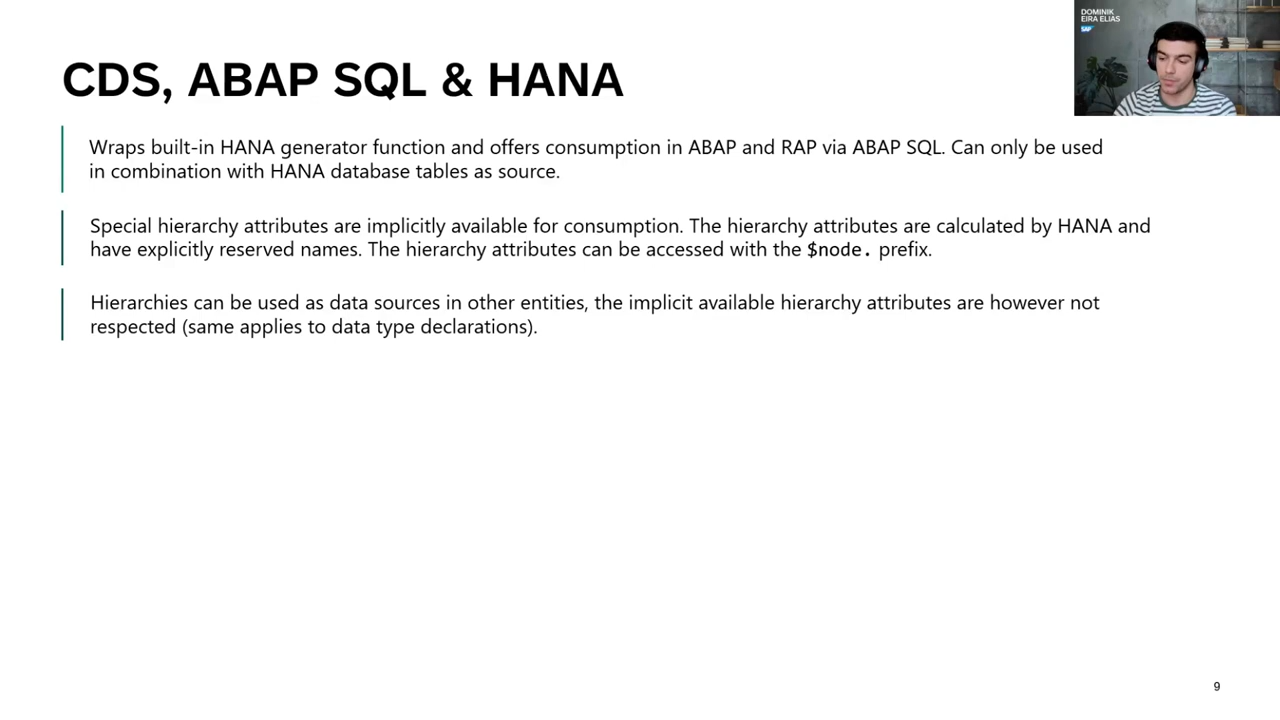 DOMINIK
EIRA ELIAS
SAP
CDS, ABAP SQL & HANA
Wraps built-in HANA generator function and offers consumption in ABAP and RAP via ABAP SQL. Can only be used
in combination with HANA database tables as source.
Special hierarchy attributes are implicitly available for consumption. The hierarchy attributes are calculated by HANA and
have explicitly reserved names. The hierarchy attributes can be accessed with the $node. prefix.
Hierarchies can be used as data sources in other entities, the implicit available hierarchy attributes are however not
respected (same applies to data type declarations).
9